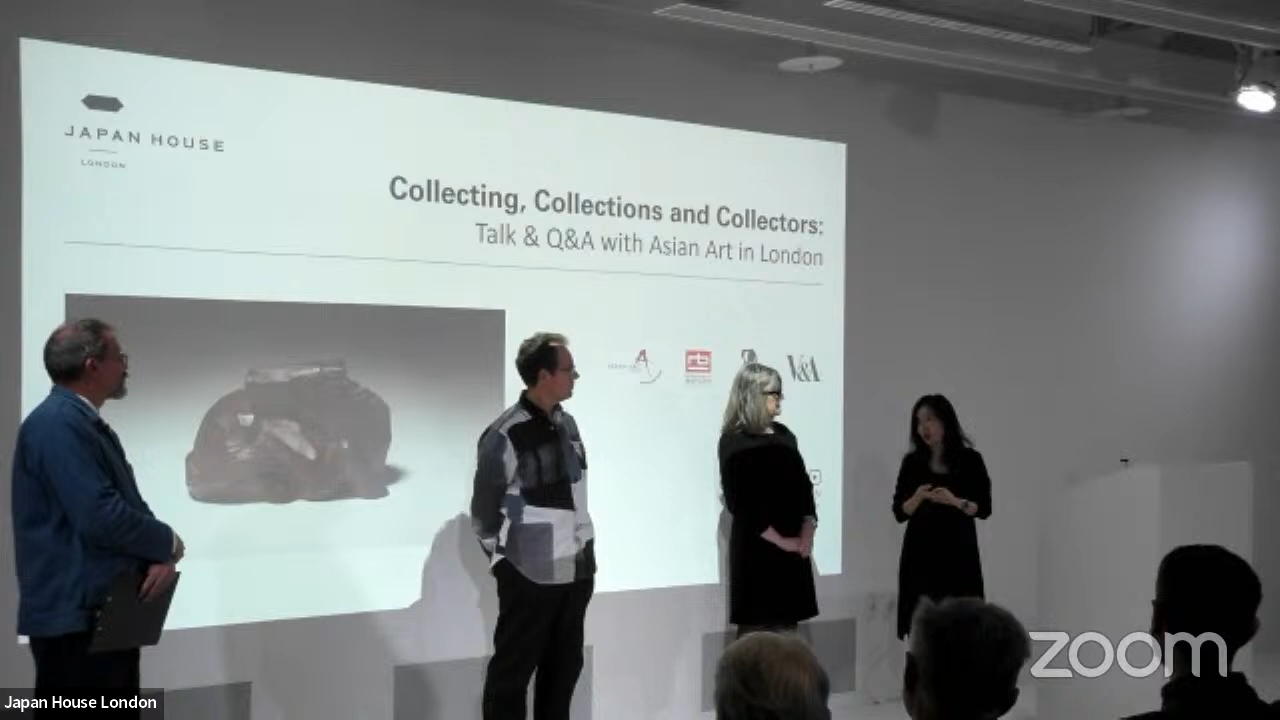 JAPAN HOUSE
LONDON
Collecting, Collections and Collectors:
Talk & Q&A with Asian Art in London
V&A
zoom
Japan House London